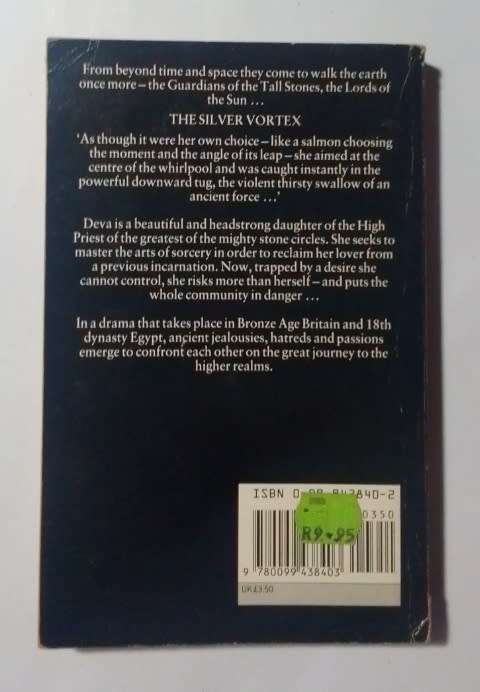 From beyond time and space they come to walk the earth
once more – the Guardians of the Tall Stones, the Lords of
the Sun ...
THE SILVER VORTEX
'As though it were her own choice – like a salmon choosing
the moment and the angle of its leap – she aimed at the
centre of the whirlpool and was caught instantly in the
powerful downward tug, the violent thirsty swallow of an
ancient force ...'
Deva is a beautiful and headstrong daughter of the High
Priest of the greatest of the mighty stone circles. She seeks to
master the arts of sorcery in order to reclaim her lover from
a previous incarnation. Now, trapped by a desire she
cannot control, she risks more than herself – and puts the
whole community in danger ...
In a drama that takes place in Bronze Age Britain and 18th
dynasty Egypt, ancient jealousies, hatreds and passions
emerge to confront each other on the great journey to the
higher realms.
ISBN 0-
840-2
0350
R9.95
9 780099 438403
UK £3.50